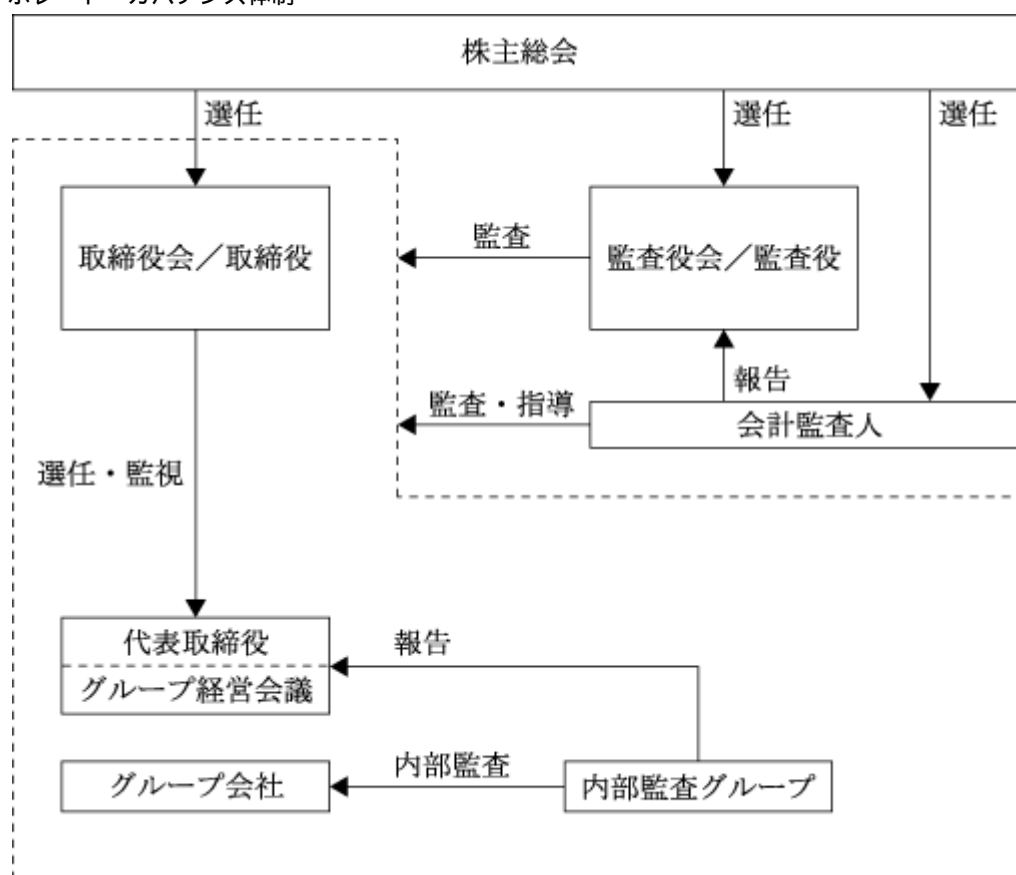 株主総会
選任
選任
選任
取締役会／取締役
監査
監査役会／監査役
報告
監査・指導
会計監査人
選任・監視
代表取締役
グループ経営会議
報告
グループ会社
内部監査
内部監査グループ